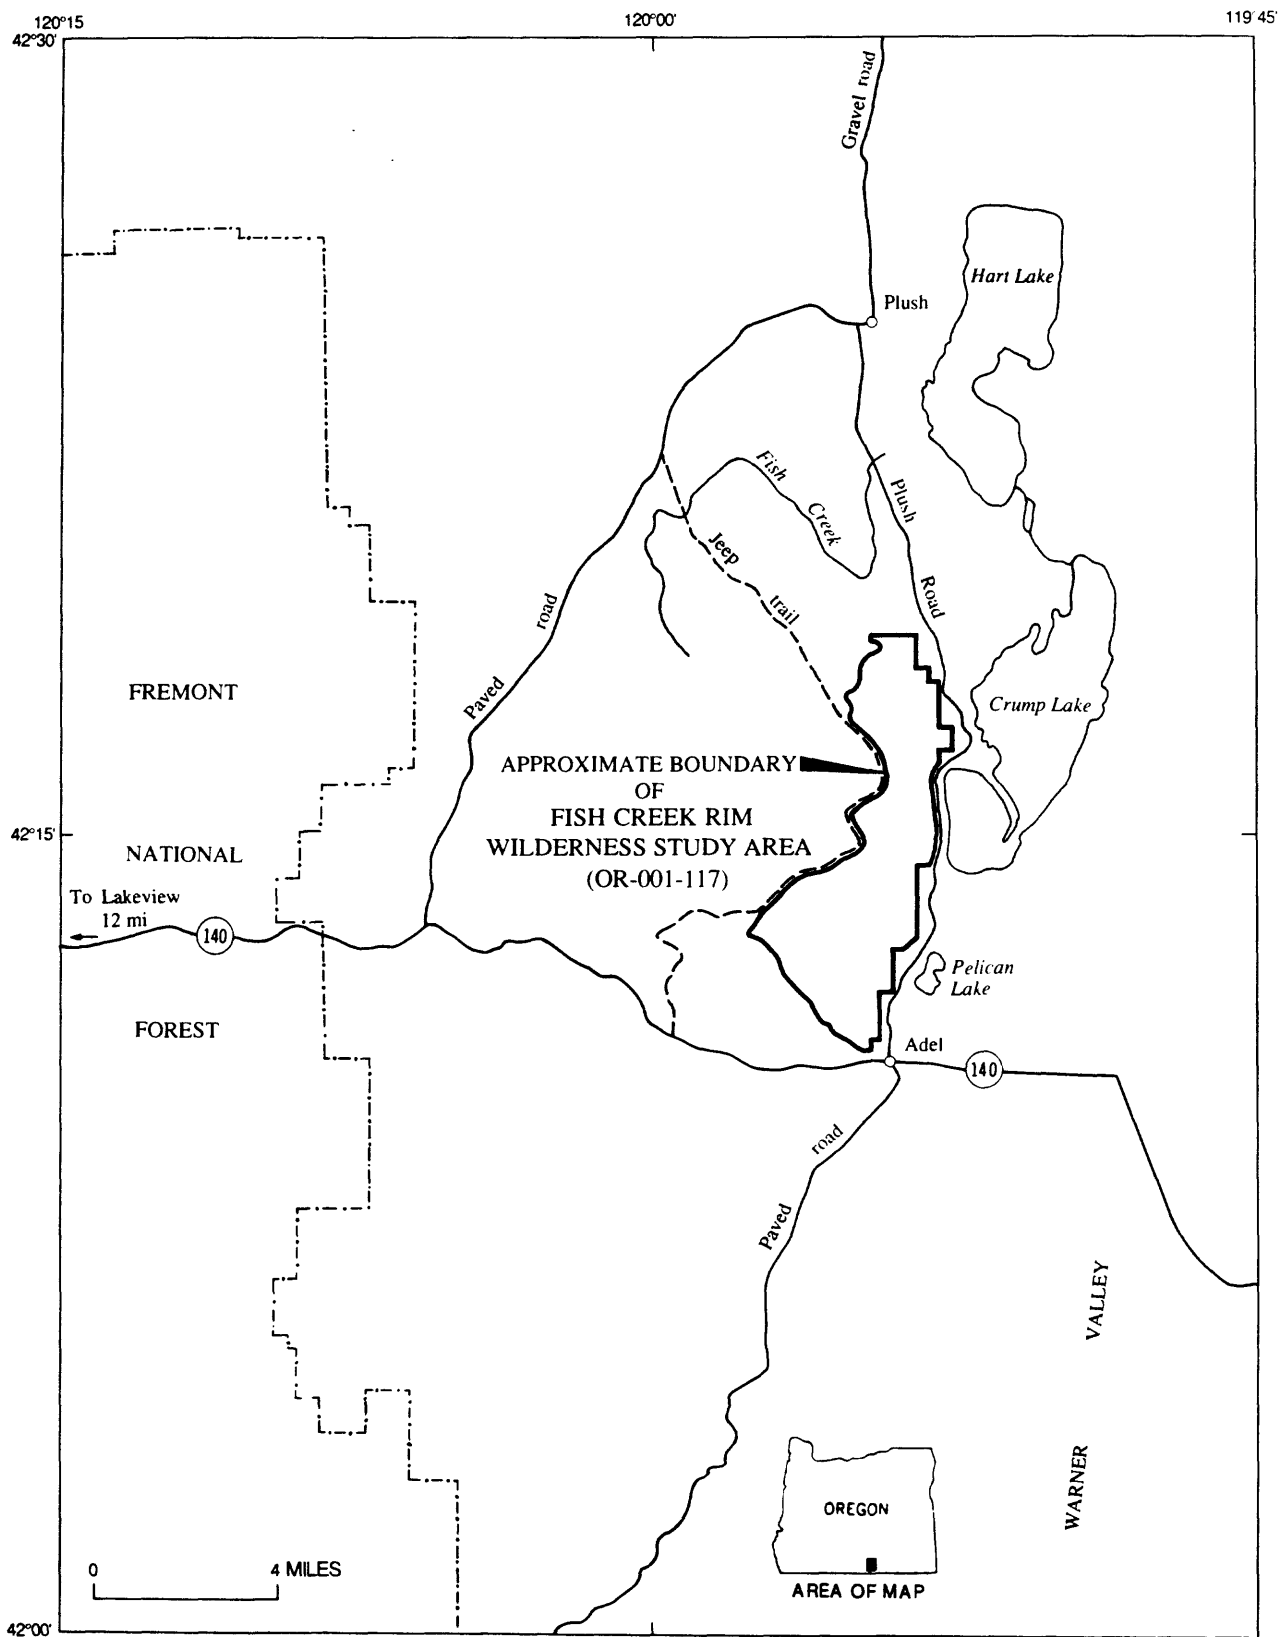 120°15
120°00'
119°45'
42°30'
Gravel road
Hart Lake
Plush
Fish
Creek
Plush
Road
Jeep
trail
road
Paved
FREMONT
Crump Lake
APPROXIMATE BOUNDARY
OF
FISH CREEK RIM
WILDERNESS STUDY AREA
(OR-001-117)
42°15'
NATIONAL
To Lakeview
12 mi
140
Pelican
Lake
FOREST
Adel
140
road
Paved
VALLEY
WARNER
OREGON
AREA OF MAP
0 4 MILES
42°00'